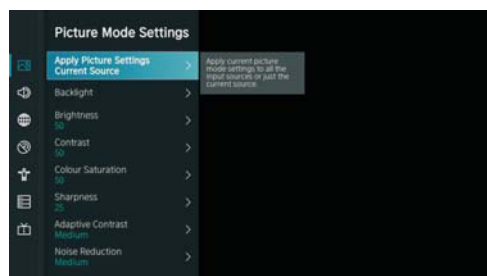 Picture Mode Settings
Apply Picture Settings
Current Source
Apply current picture
mode settings to all the
input sources or just the
current source.
Backlight
Brightness
50
Contrast
50
Colour Saturation
50
Sharpness
25
Adaptive Contrast
Medium
Noise Reduction
Medium